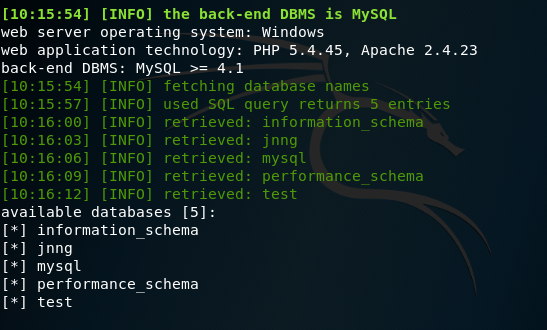 [10:15:54] [INFO] the back-end DBMS is MySQL
web server operating system: Windows
web application technology: PHP 5.4.45, Apache 2.4.23
back-end DBMS: MySQL >= 4.1
[10:15:54] [INFO] fetching database names
[10:15:57] [INFO] used SQL query returns 5 entries
[10:16:00] [INFO] retrieved: information_schema
[10:16:03] [INFO] retrieved: jnng
[10:16:06] [INFO] retrieved: mysql
[10:16:09] [INFO] retrieved: performance_schema
[10:16:12] [INFO] retrieved: test
available databases [5]:
[*] information_schema
[*] jnng
[*] mysql
[*] performance_schema
[*] test